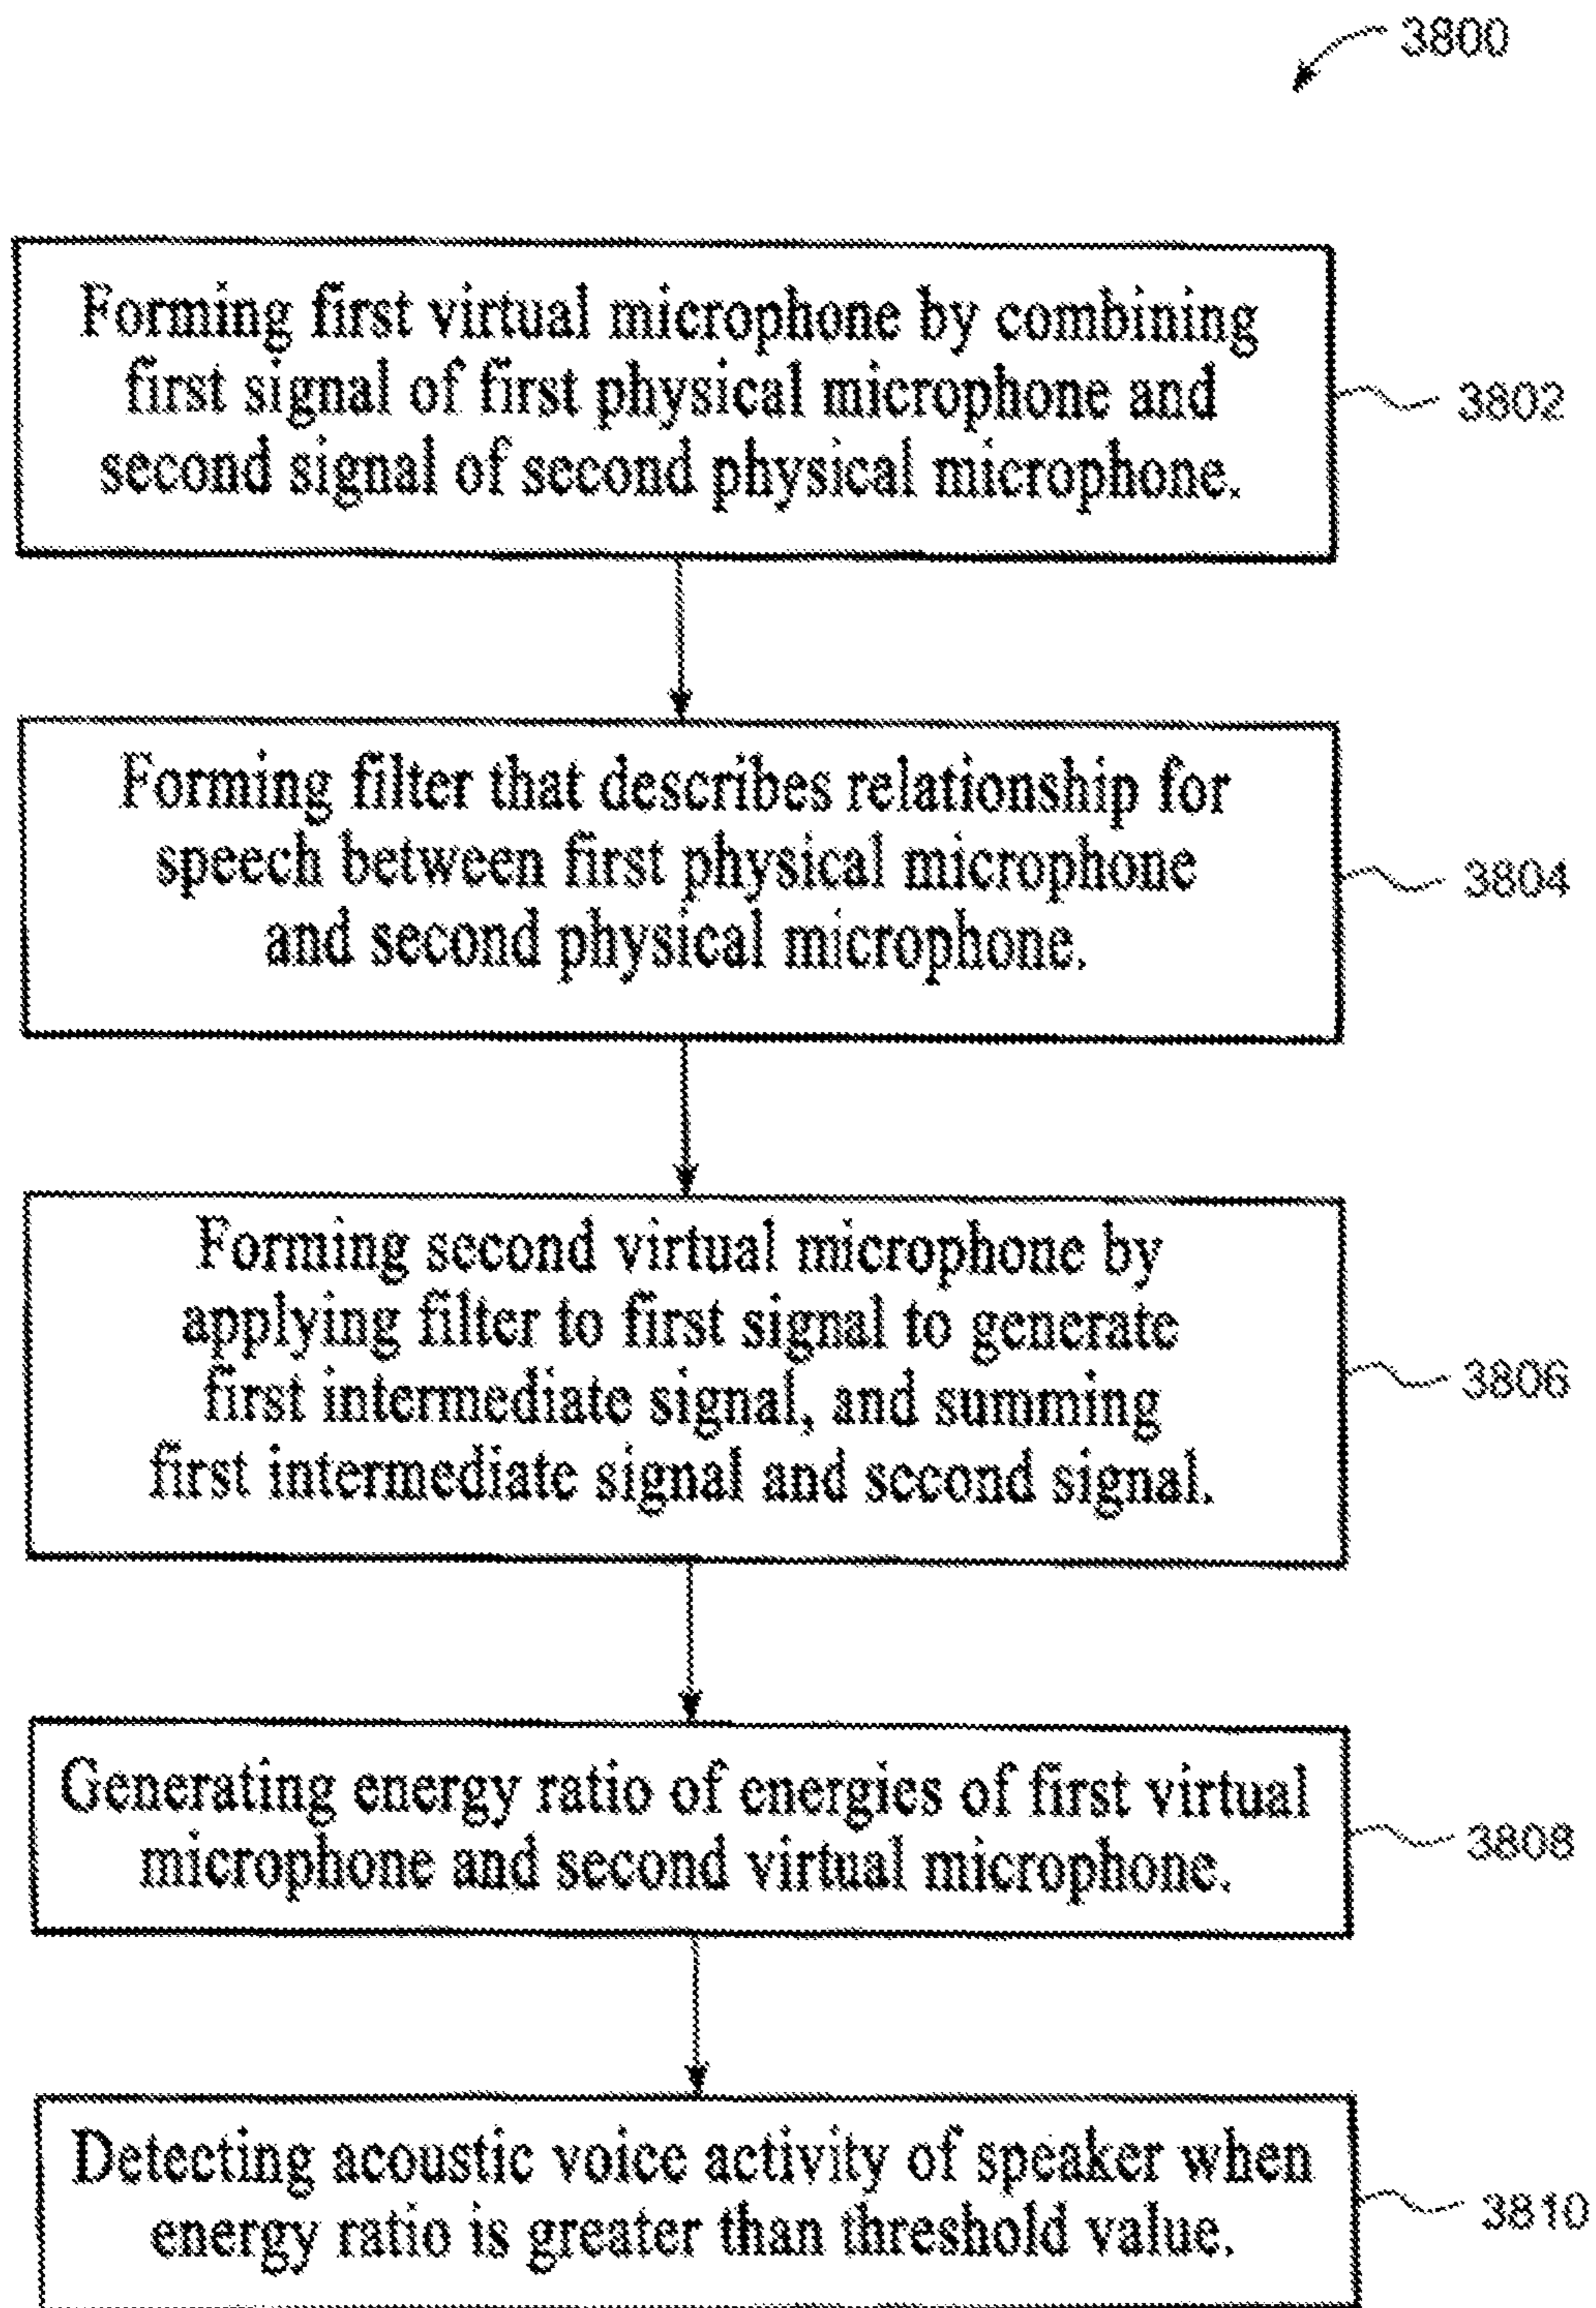 3800
Forming first virtual microphone by combining
first signal of first physical microphone and
second signal of second physical microphone.
3802
Forming filter that describes relationship for
speech between first physical microphone
and second physical microphone.
3804
Forming second virtual microphone by
applying filter to first signal to generate
first intermediate signal, and summing
first intermediate signal and second signal.
3806
Generating energy ratio of energies of first virtual
microphone and second virtual microphone.
3808
Detecting acoustic voice activity of speaker when
energy ratio is greater than threshold value.
3810